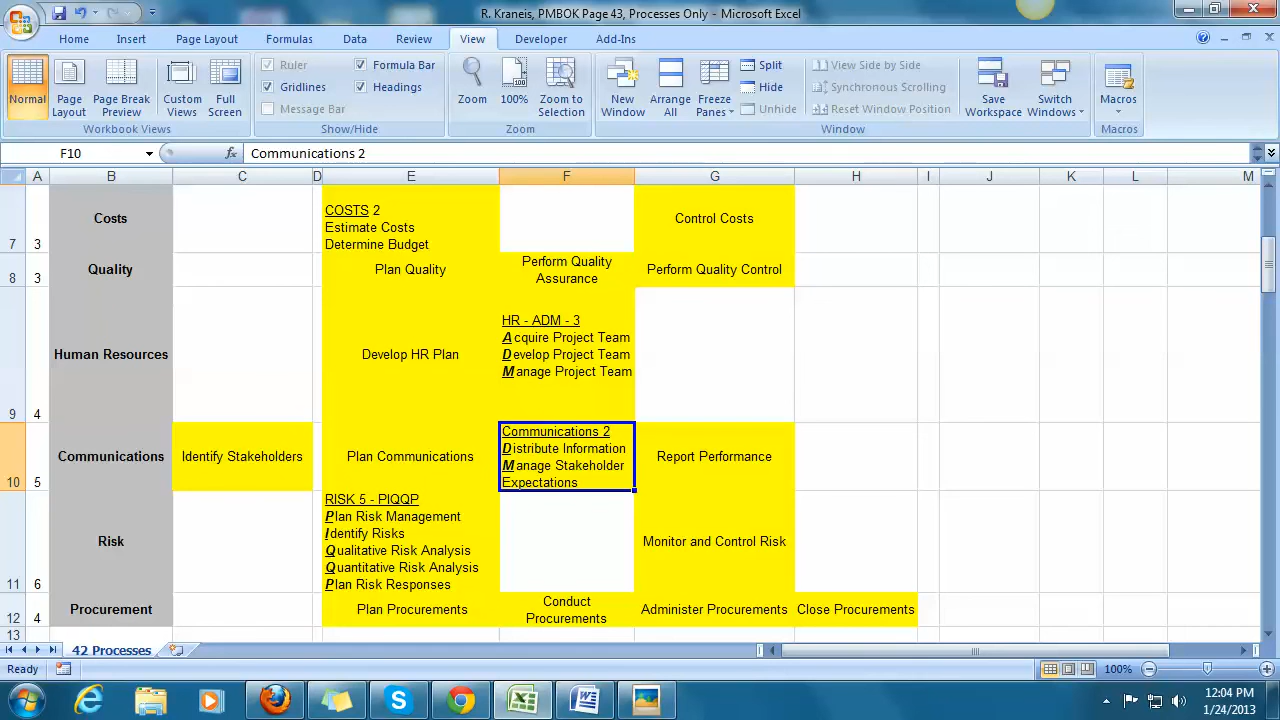 R. Kraneis, PMBOK Page 43, Processes Only - Microsoft Excel
Home Insert Page Layout Formulas Data Review View Developer Add-Ins
Normal
Page Layout
Page Break Preview
Custom Views
Full Screen
Workbook Views
Ruler
Formula Bar
Gridlines
Headings
Message Bar
Show/Hide
Zoom
100%
Zoom to Selection
Zoom
New Window
Arrange All
Freeze Panes
Split
Hide
Unhide
View Side by Side
Synchronous Scrolling
Reset Window Position
Window
Save Workspace
Switch Windows
Macros
Macros
F10 fx Communications 2
A B C D E F G H I J K L M
7 3 Costs
COSTS 2
Estimate Costs
Determine Budget
Control Costs
8 3 Quality
Plan Quality
Perform Quality
Assurance
Perform Quality Control
9 4 Human Resources
Develop HR Plan
HR - ADM - 3
Acquire Project Team
Develop Project Team
Manage Project Team
10 5 Communications
Identify Stakeholders
Plan Communications
Communications 2
Distribute Information
Manage Stakeholder
Expectations
Report Performance
11 6 Risk
RISK 5 - PIQQP
Plan Risk Management
Identify Risks
Qualitative Risk Analysis
Quantitative Risk Analysis
Plan Risk Responses
Monitor and Control Risk
12 4 Procurement
Plan Procurements
Conduct
Procurements
Administer Procurements
Close Procurements
13
42 Processes
Ready
100%
12:04 PM
1/24/2013